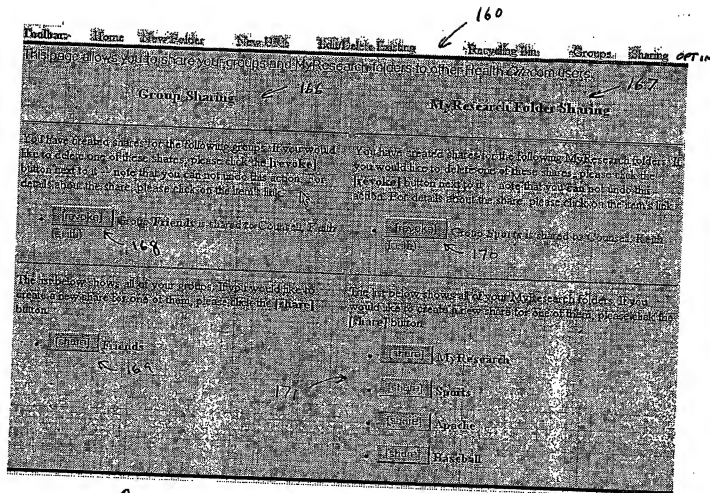 160
Toolbar: Home New Folder New URL Edit/Delete Existing Recycling Bin Groups Sharing
This page allows you to share your groups and MyResearch folders to other users.
Group Sharing 166
MyResearch Folder Sharing 167
You have created shares for the following groups. If you would
like to delete one of these shares, please click the [revoke]
button next to it - note that you can not undo this action. For
details about the share, please click on the item's link.
[revoke] Group Friends is shared to Counsell, Keith
(keith)
168
You have created shares for the following MyResearch folders. If
you would like to delete one of these shares, please click the
[revoke] button next to it - note that you can not undo this
action. For details about the share, please click on the item's link.
[revoke] Group Sports is shared to Counsell, Keith
(keith)
170
The list below shows all of your groups. If you would like to
create a new share for one of them, please click the [share]
button.
[share] Friends
169
This list below shows all of your MyResearch folders. If you
would like to create a new share for one of them, please click the
[share] button.
[share] MyResearch
171
[share] Sports
[share] Apache
[share] Baseball